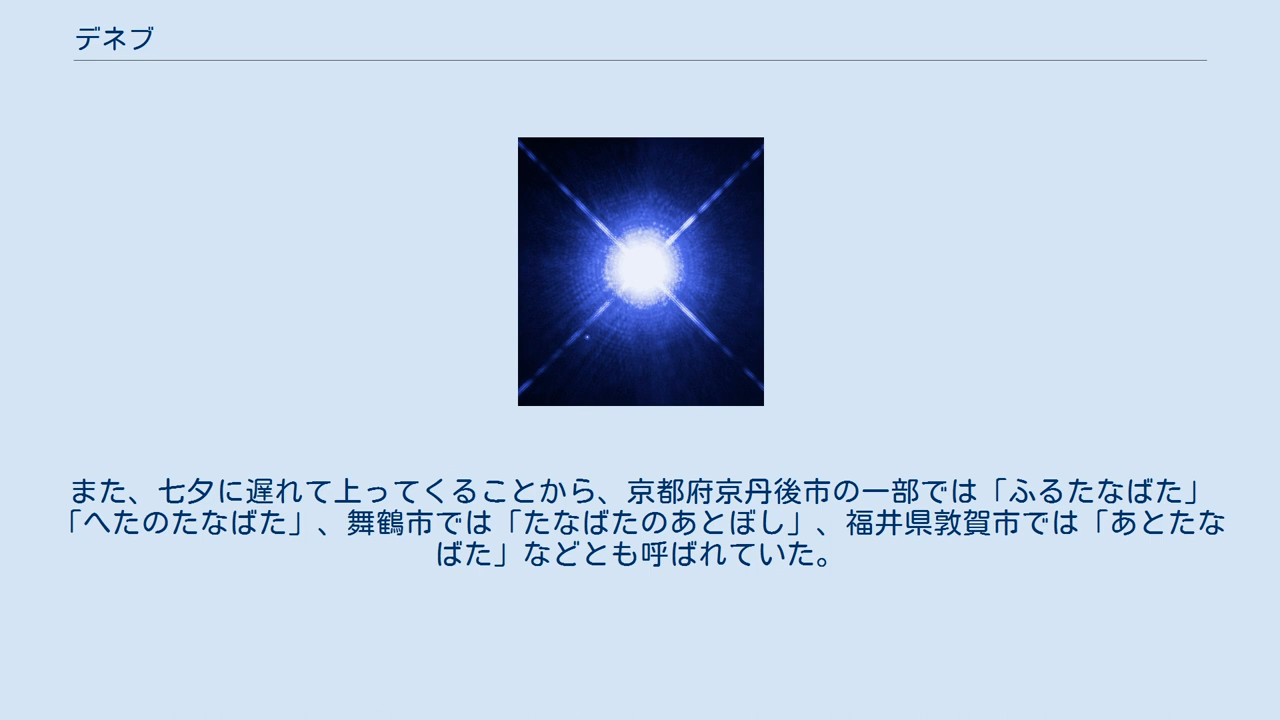 デネブ
また、七夕に遅れて上ってくることから、京都府京丹後市の一部では「ふるたなばた」
「へたのたなばた」、舞鶴市では「たなばたのあとぼし」、福井県敦賀市では「あとたな
ばた」などとも呼ばれていた。